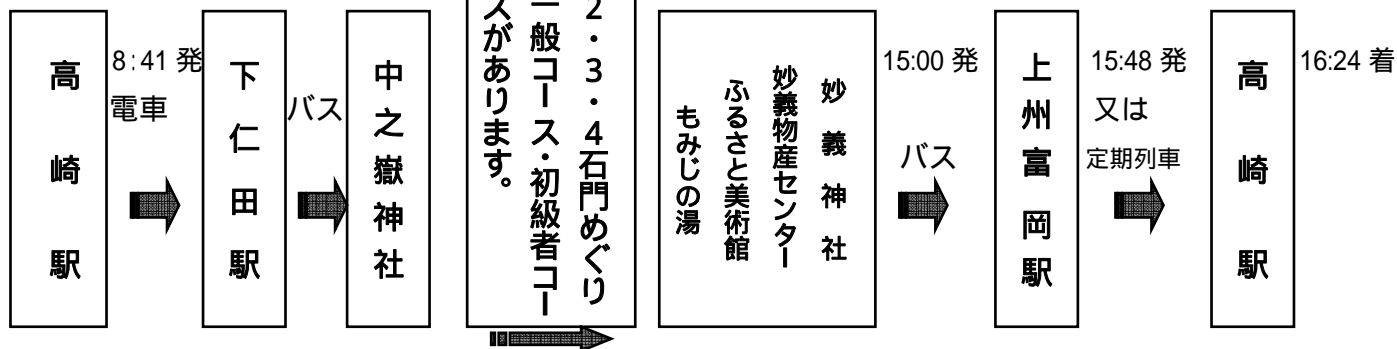 高崎駅
8:41 発
電車
下仁田駅
バス
中之嶽神社
2・3・4石門めぐり
一般コース・初級者コー
スがあります。
妙義神社
妙義物産センター
ふるさと美術館
もみじの湯
15:00 発
バス
上州富岡駅
15:48 発
又は
定期列車
高崎駅
16:24 着